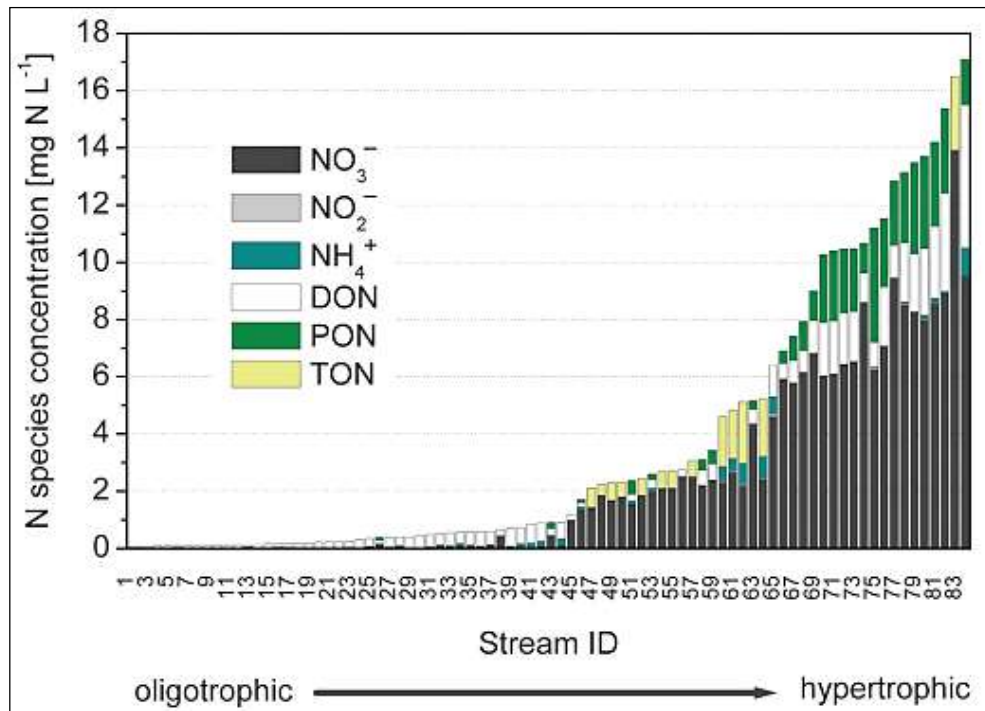 N species concentration [mg N L⁻¹]
18
16
14
12
10
8
6
4
2
0
NO₃⁻
NO₂⁻
NH₄⁺
DON
PON
TON
1 3 5 7 9 11 13 15 17 19 21 23 25 27 29 31 33 35 37 39 41 43 45 47 49 51 53 55 57 59 61 63 65 67 69 71 73 75 77 79 81 83
Stream ID
oligotrophic hypertrophic